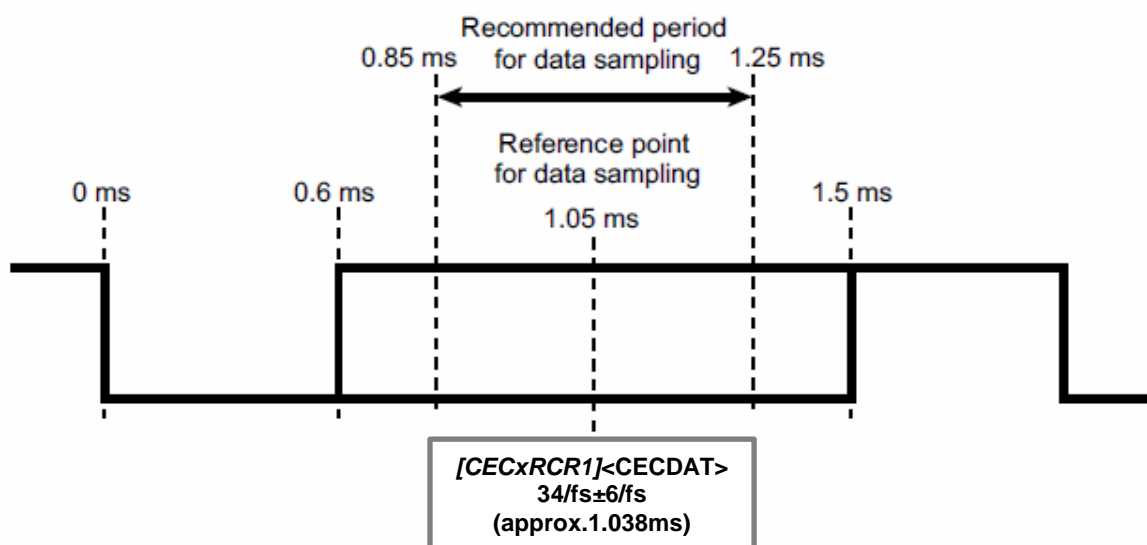 Recommended period
for data sampling
0.85 ms
1.25 ms
Reference point
for data sampling
0 ms
0.6 ms
1.05 ms
1.5 ms
[CECxRCR1]<CECDAT>
34/fs±6/fs
(approx.1.038ms)